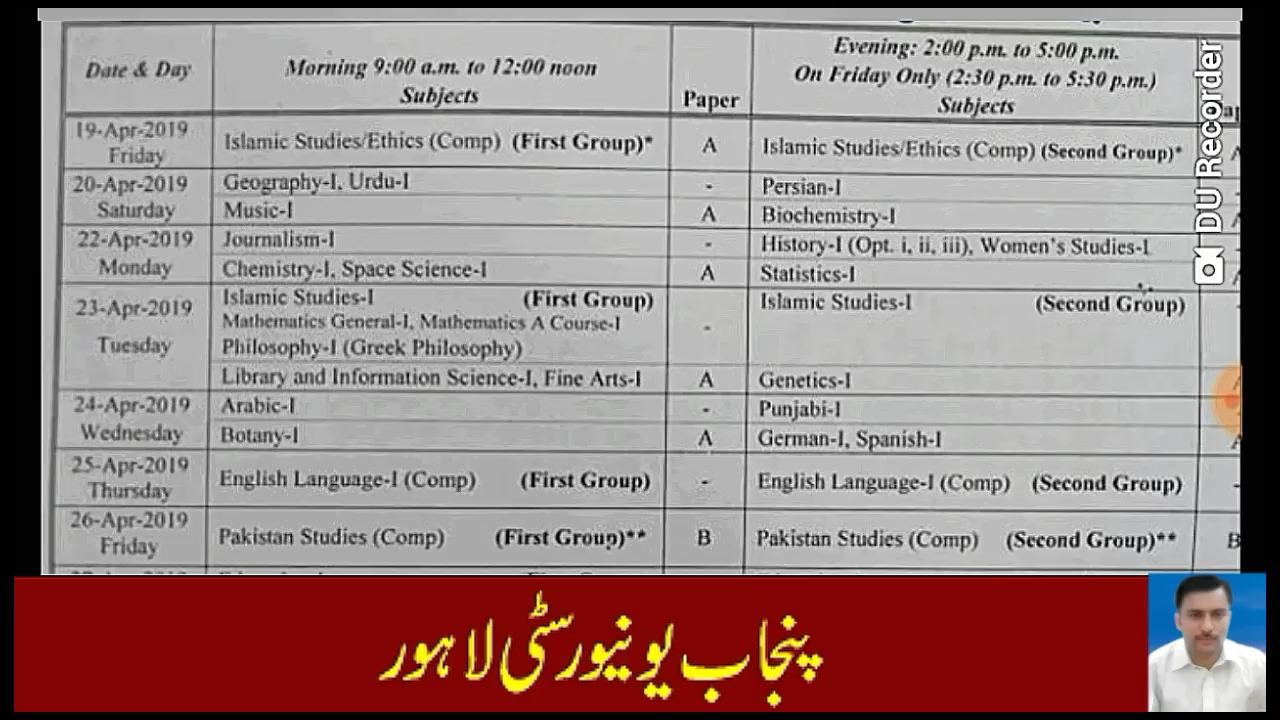 Date & Day
Morning 9:00 a.m. to 12:00 noon
Subjects
Paper
Evening: 2:00 p.m. to 5:00 p.m.
On Friday Only (2:30 p.m. to 5:30 p.m.)
Subjects
19-Apr-2019
Friday
Islamic Studies/Ethics (Comp) (First Group)*
A
Islamic Studies/Ethics (Comp) (Second Group)*
20-Apr-2019
Saturday
Geography-I, Urdu-I
-
Persian-I
Music-I
A
Biochemistry-I
22-Apr-2019
Monday
Journalism-I
-
History-I (Opt. i, ii, iii), Women's Studies-I
Chemistry-I, Space Science-I
A
Statistics-I
23-Apr-2019
Tuesday
Islamic Studies-I (First Group)
Mathematics General-I, Mathematics A Course-I
Philosophy-I (Greek Philosophy)
-
Islamic Studies-I (Second Group)
Library and Information Science-I, Fine Arts-I
A
Genetics-I
24-Apr-2019
Wednesday
Arabic-I
-
Punjabi-I
Botany-I
A
German-I, Spanish-I
25-Apr-2019
Thursday
English Language-I (Comp) (First Group)
-
English Language-I (Comp) (Second Group)
26-Apr-2019
Friday
Pakistan Studies (Comp) (First Group)**
B
Pakistan Studies (Comp) (Second Group)**
B
DU Recorder
پنجاب یونیورسٹی لاہور